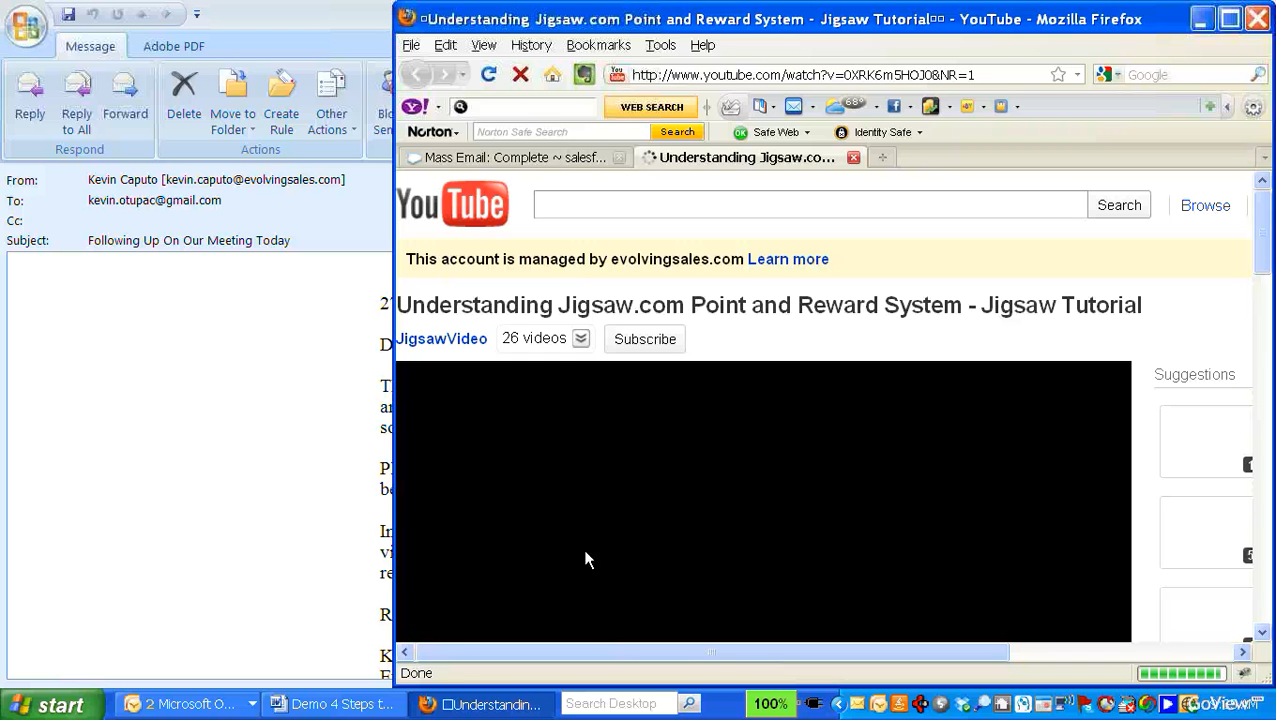 Message
Adobe PDF
Reply
Reply to All
Forward
Delete
Move to Folder
Create Rule
Other Actions
Respond
Actions
From: Kevin Caputo [kevin.caputo@evolvingsales.com]
To: kevin.otupac@gmail.com
Cc:
Subject: Following Up On Our Meeting Today
Understanding Jigsaw.com Point and Reward System - Jigsaw Tutorial - YouTube - Mozilla Firefox
File Edit View History Bookmarks Tools Help
http://www.youtube.com/watch?v=0XRK6m5HOJ0&NR=1
Google
Y! WEB SEARCH 68°
Norton Norton Safe Search Search OK Safe Web Identity Safe
Mass Email: Complete ~ salesf...
Understanding Jigsaw.co...
YouTube
Search
Browse
This account is managed by evolvingsales.com Learn more
Understanding Jigsaw.com Point and Reward System - Jigsaw Tutorial
JigsawVideo 26 videos Subscribe
Suggestions
Done
start
2 Microsoft O...
Demo 4 Steps t...
Understanding...
Search Desktop
100%